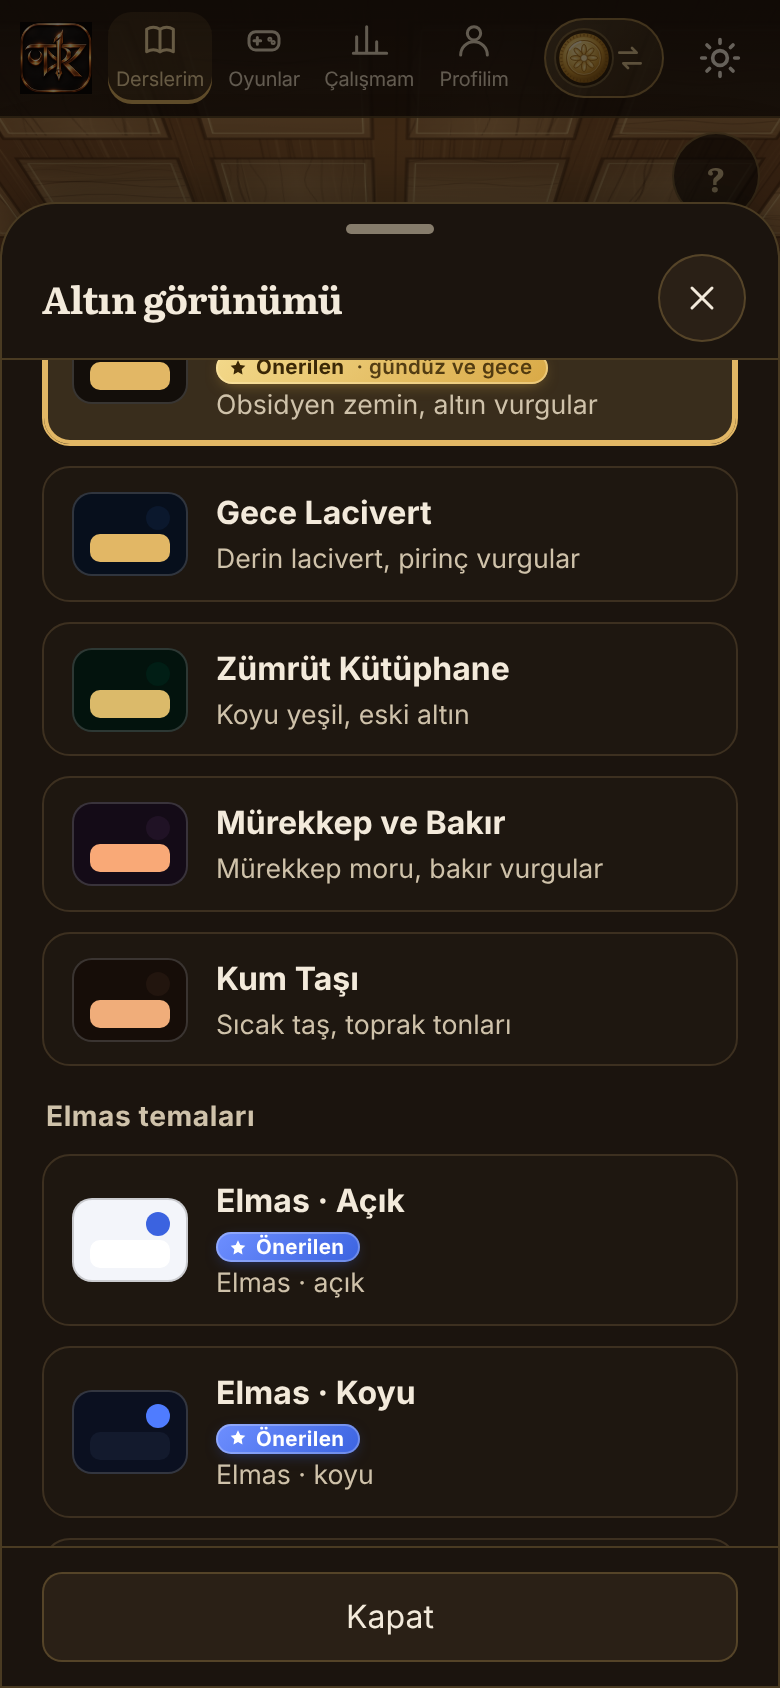 Derslerim
Oyunlar
Çalışmam
Profilim
?
Altın görünümü
Önerilen · gündüz ve gece
Obsidyen zemin, altın vurgular
Gece Lacivert
Derin lacivert, pirinç vurgular
Zümrüt Kütüphane
Koyu yeşil, eski altın
Mürekkep ve Bakır
Mürekkep moru, bakır vurgular
Kum Taşı
Sıcak taş, toprak tonları
Elmas temaları
Elmas · Açık
Önerilen
Elmas · açık
Elmas · Koyu
Önerilen
Elmas · koyu
Kapat